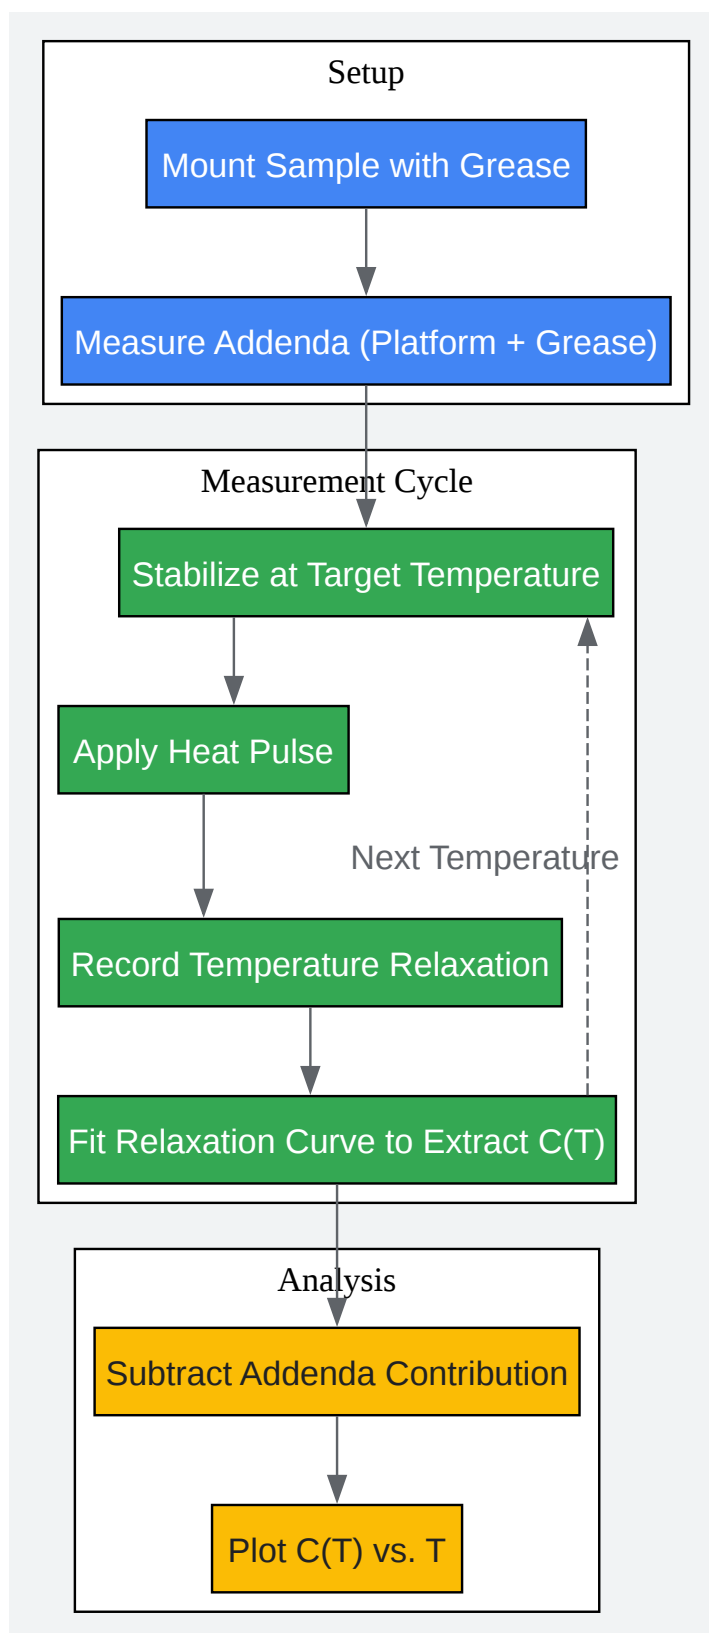 Setup
Mount Sample with Grease
Measure Addenda (Platform + Grease)
Measurement Cycle
Stabilize at Target Temperature
Apply Heat Pulse
Next Temperature
Record Temperature Relaxation
Fit Relaxation Curve to Extract C(T)
Analysis
Subtract Addenda Contribution
Plot C(T) vs. T